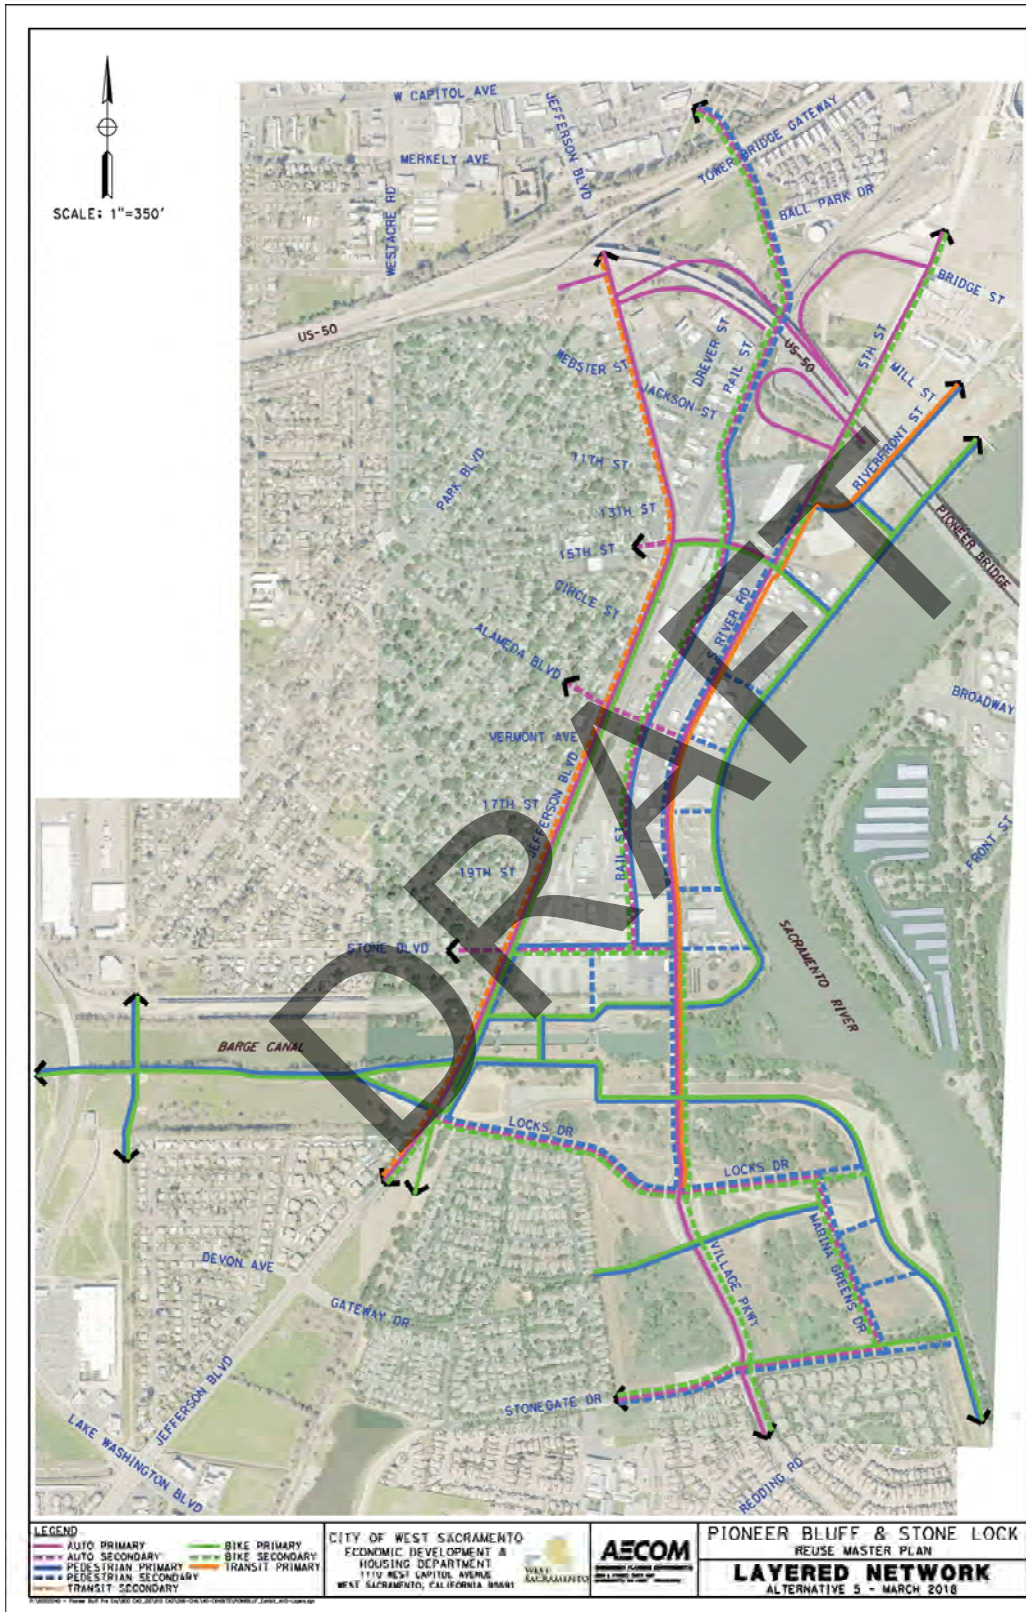 W CAPITOL AVE
JEFFERSON BLVD
TOWER BRIDGE GATEWAY
MERKELY AVE
WESTACRE RD
BALL PARK DR
SCALE: 1"=350'
BRIDGE ST
US-50
WEBSTER ST
DREVER ST
RAIL ST
US-50
5TH ST
MILL ST
JACKSON ST
RIVERFRONT ST
11TH ST
PARK BLVD
13TH ST
PIONEER BRIDGE
15TH ST
CIRCLE ST
S RIVER RD
ALAMEDA BLVD
BROADWAY
VERMONT AVE
JEFFERSON BLVD
17TH ST
RAIL ST
FRONT ST
19TH ST
STONE BLVD
SACRAMENTO RIVER
BARGE CANAL
DRAFT
LOCKS DR
LOCKS DR
MARINA GREENS DR
VILLAGE PKWY
DEVON AVE
GATEWAY DR
JEFFERSON BLVD
STONEGATE DR
LAKE WASHINGTON BLVD
REDDING RD
LEGEND
AUTO PRIMARY
AUTO SECONDARY
PEDESTRIAN PRIMARY
PEDESTRIAN SECONDARY
TRANSIT SECONDARY
BIKE PRIMARY
BIKE SECONDARY
TRANSIT PRIMARY
CITY OF WEST SACRAMENTO
ECONOMIC DEVELOPMENT &
HOUSING DEPARTMENT
1110 WEST CAPITOL AVENUE
WEST SACRAMENTO, CALIFORNIA 95691
WEST
SACRAMENTO
AECOM
PIONEER BLUFF & STONE LOCK
REUSE MASTER PLAN
LAYERED NETWORK
ALTERNATIVE 5 - MARCH 2018